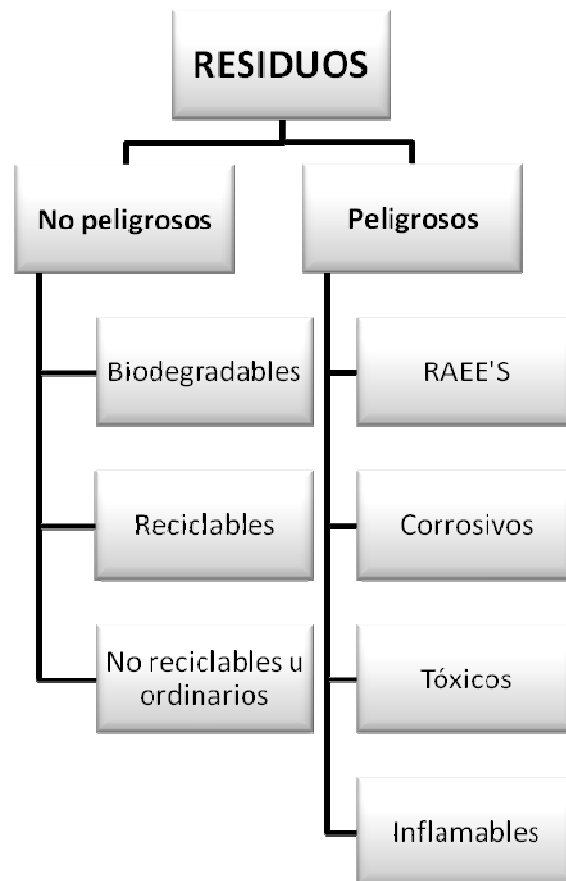 RESIDUOS
No peligrosos
Biodegradables
Reciclables
No reciclables u
ordinarios
Peligrosos
RAEE'S
Corrosivos
Tóxicos
Inflamables